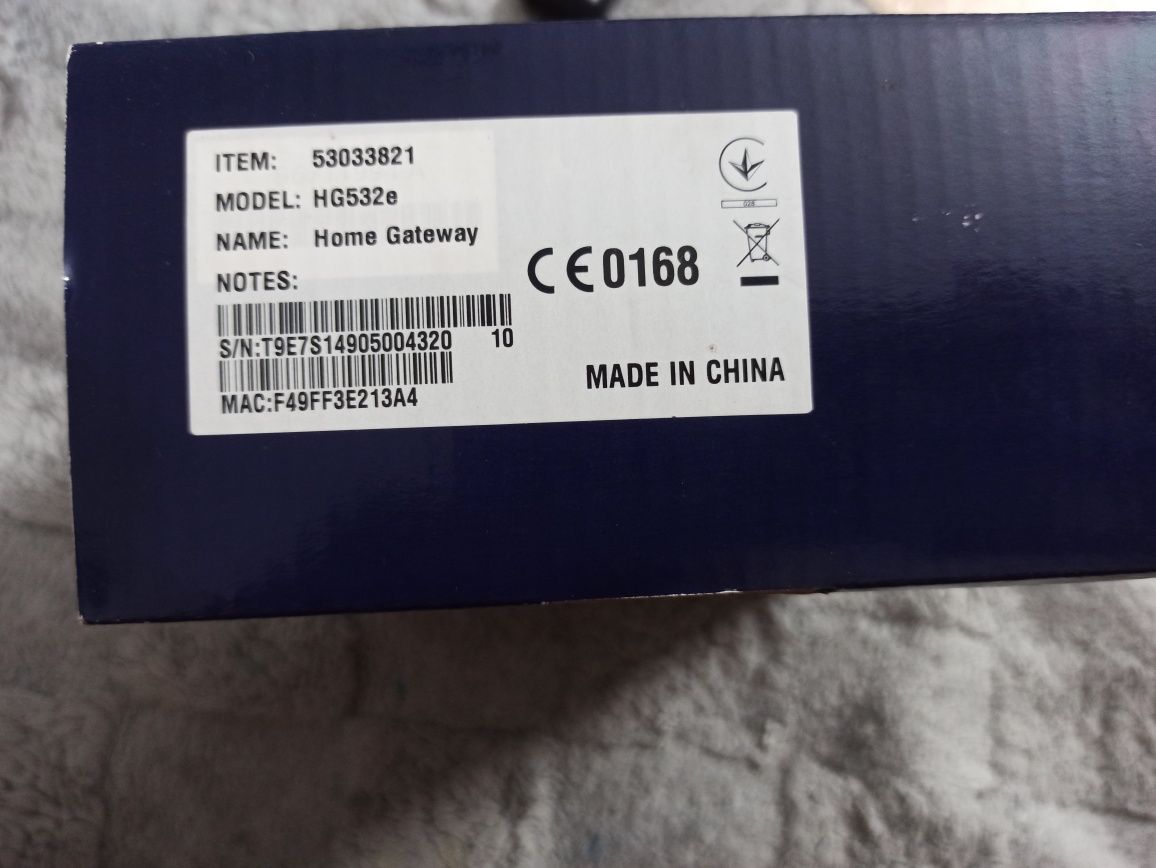 ITEM: 53033821
MODEL: HG532e
NAME: Home Gateway
NOTES:
S/N:T9E7S14905004320 10
MAC:F49FF3E213A4
CE0168
MADE IN CHINA